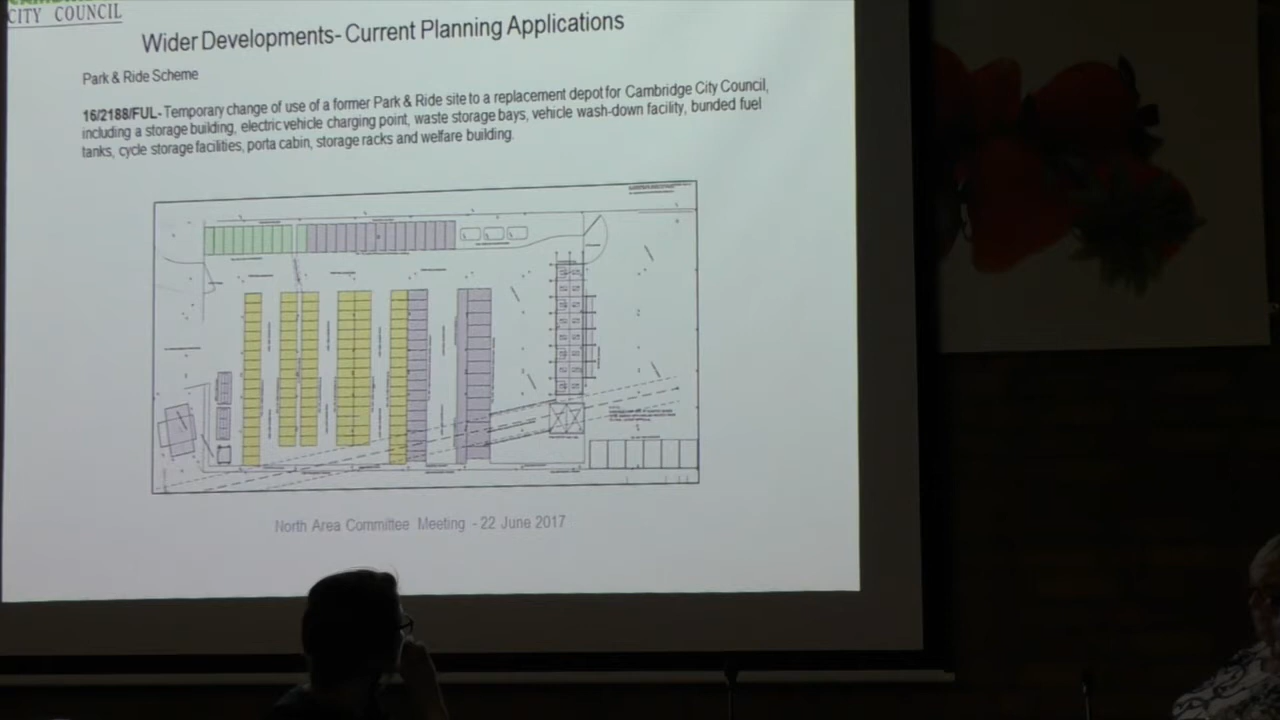 CITY COUNCIL
Wider Developments- Current Planning Applications
Park & Ride Scheme
16/2188/FUL- Temporary change of use of a former Park & Ride site to a replacement depot for Cambridge City Council,
including a storage building, electric vehicle charging point, waste storage bays, vehicle wash-down facility, bunded fuel
tanks, cycle storage facilities, porta cabin, storage racks and welfare building.
North Area Committee Meeting - 22 June 2017